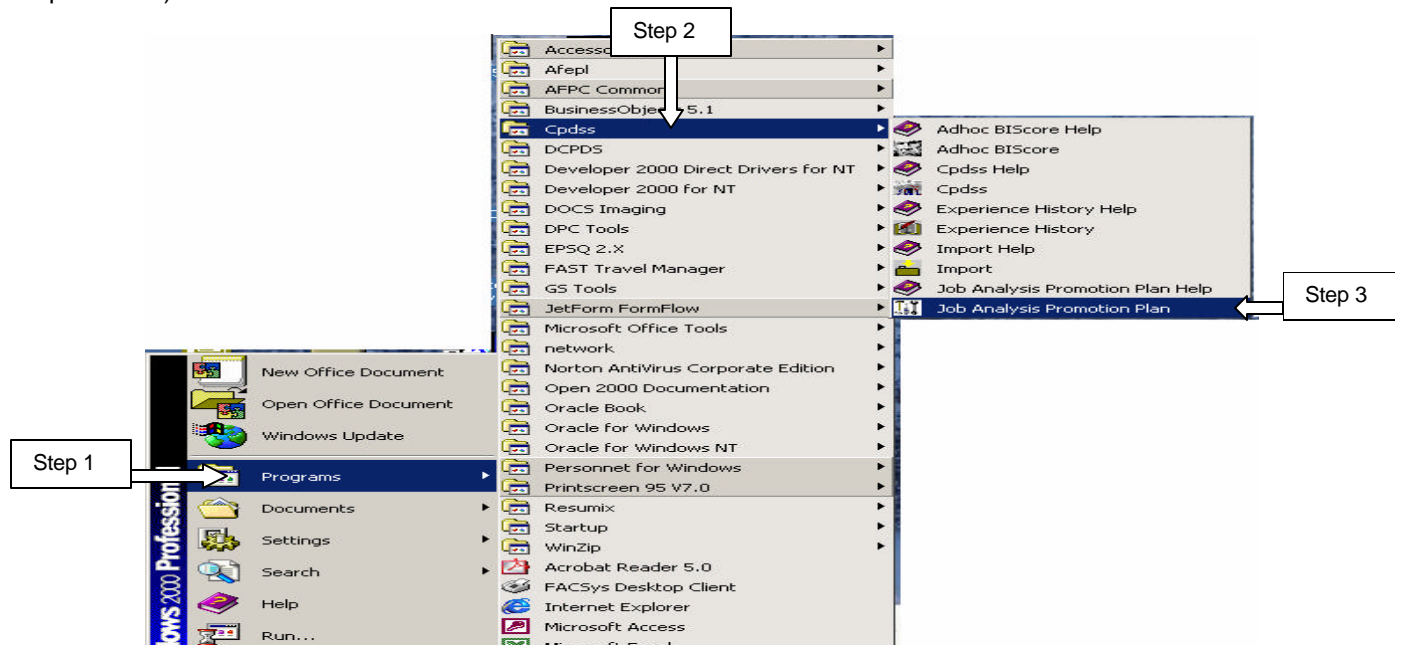 Step 2
Afepl
AFPC Common
BusinessObjects 5.1
Cpdss
DCPDS
Developer 2000 Direct Drivers for NT
Developer 2000 for NT
DOCS Imaging
DPC Tools
EPSQ 2.X
FAST Travel Manager
GS Tools
JetForm FormFlow
Microsoft Office Tools
network
Norton AntiVirus Corporate Edition
Open 2000 Documentation
Oracle Book
Oracle for Windows
Oracle for Windows NT
Personnet for Windows
Printscreen 95 V7.0
Resumix
Startup
WinZip
Acrobat Reader 5.0
FACSys Desktop Client
Internet Explorer
Microsoft Access
Adhoc BIScore Help
Adhoc BIScore
Cpdss Help
Cpdss
Experience History Help
Experience History
Import Help
Import
Job Analysis Promotion Plan Help
Job Analysis Promotion Plan
Step 3
New Office Document
Open Office Document
Windows Update
Step 1
Programs
Documents
Settings
Search
Help
Run...
2000 Professional